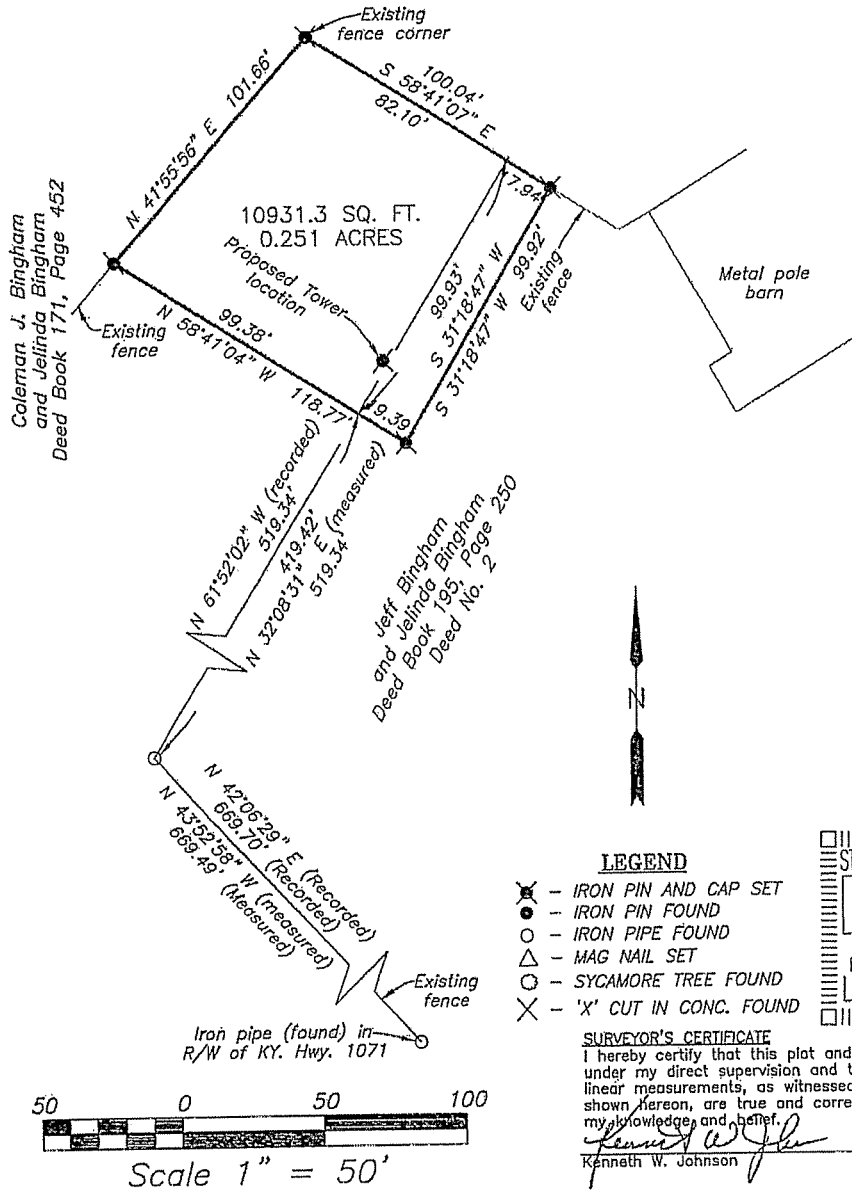 Existing
fence corner
N 41°55'56" E 101.66'
100.04'
S 58°41'07" E
82.10'
17.94'
10931.3 SQ. FT.
0.251 ACRES
Proposed Tower
location
99.93'
S 31°18'47" W
S 31°18'47" W 99.92'
Existing
fence
Metal pole
barn
Coleman J. Bingham
and Jelinda Bingham
Deed Book 171, Page 452
Existing
fence
99.38'
N 58°41'04" W 118.77'
19.39
N 61°52'02" W (recorded)
519.34'
419.42'
N 32°08'31" E (measured)
519.34'
Jeff Bingham
and Jelinda Bingham
Deed Book 195, Page 250
Deed No. 2
N
N 42°06'29" E (Recorded)
669.70' (Recorded)
N 43°52'58" W (measured)
669.49' (Measured)
Existing
fence
Iron pipe (found) in
R/W of KY. Hwy. 1071
LEGEND
- IRON PIN AND CAP SET
- IRON PIN FOUND
- IRON PIPE FOUND
- MAG NAIL SET
- SYCAMORE TREE FOUND
- 'X' CUT IN CONC. FOUND
SURVEYOR'S CERTIFICATE
I hereby certify that this plat and
under my direct supervision and t
linear measurements, as witnessed
shown hereon, are true and corre
my knowledge and belief.
Kenneth W. Johnson
50 0 50 100
Scale 1" = 50'